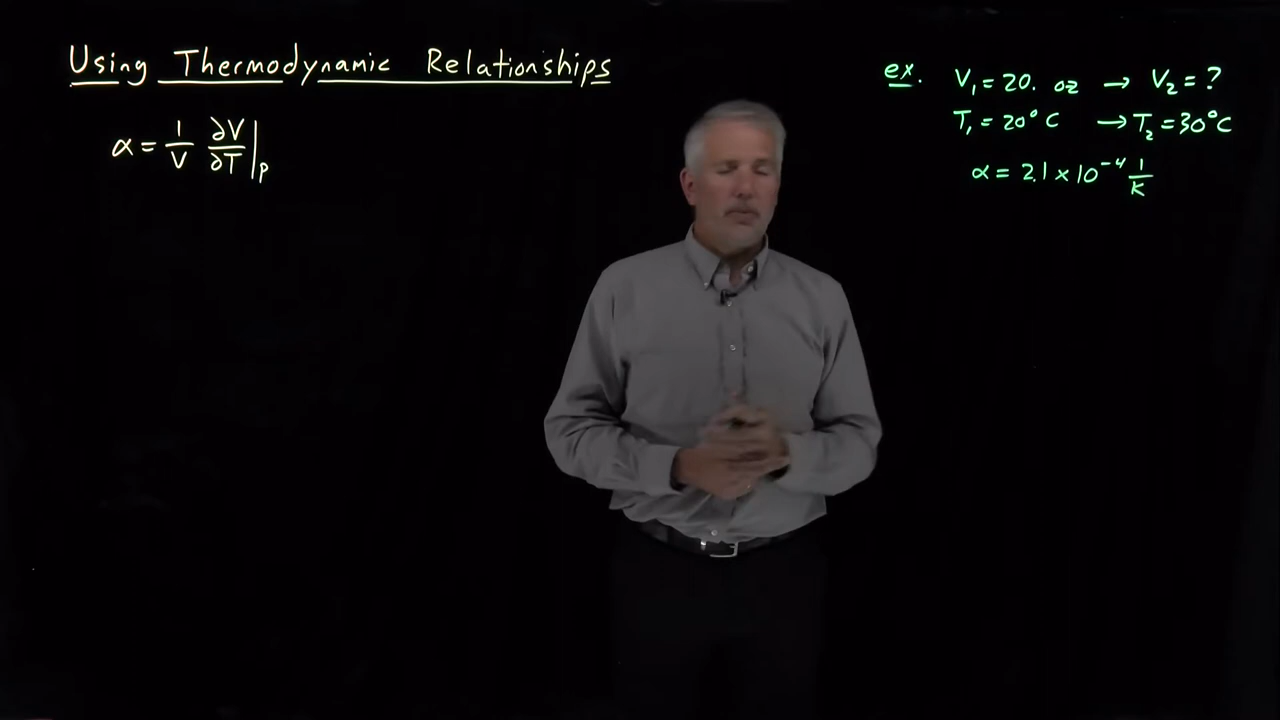 Using Thermodynamic Relationships
α = 1/V ∂V/∂T|p
ex. V₁ = 20. oz → V₂ = ?
T₁ = 20°C → T₂ = 30°C
α = 2.1 × 10⁻⁴ 1/K